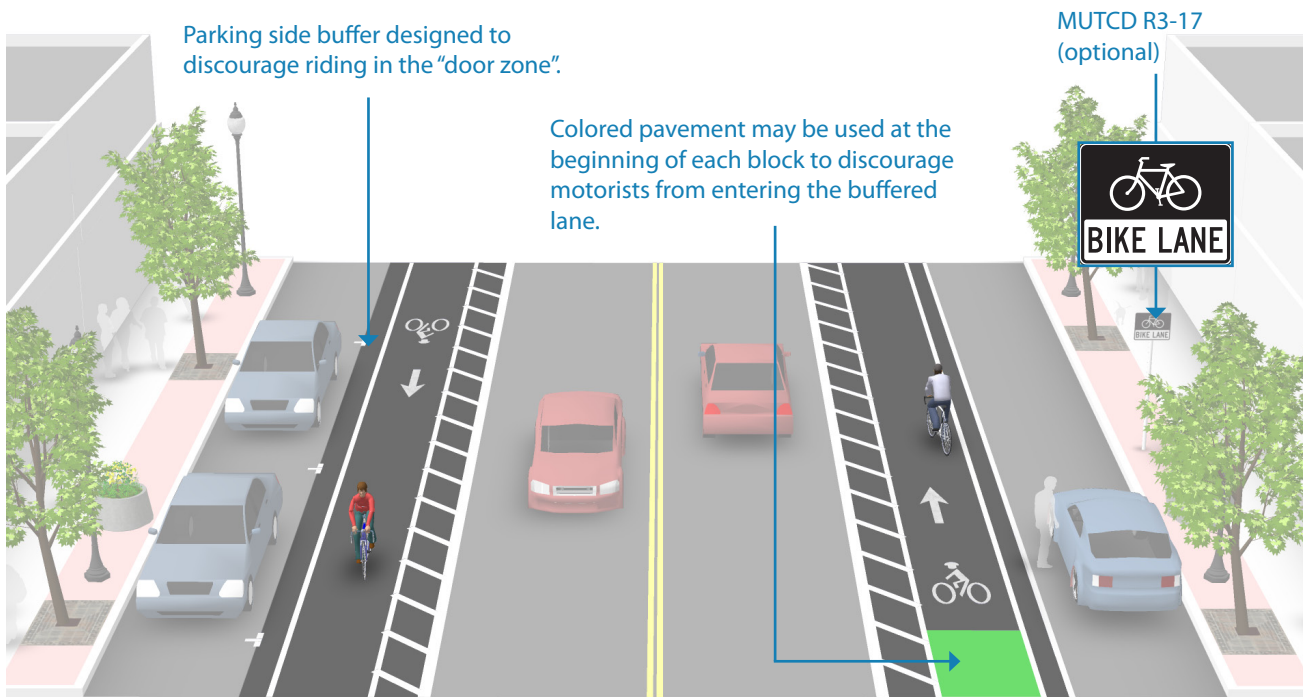 Parking side buffer designed to
discourage riding in the “door zone”.
MUTCD R3-17
(optional)
Colored pavement may be used at the
beginning of each block to discourage
motorists from entering the buffered
lane.
BIKE LANE
BIKE LANE